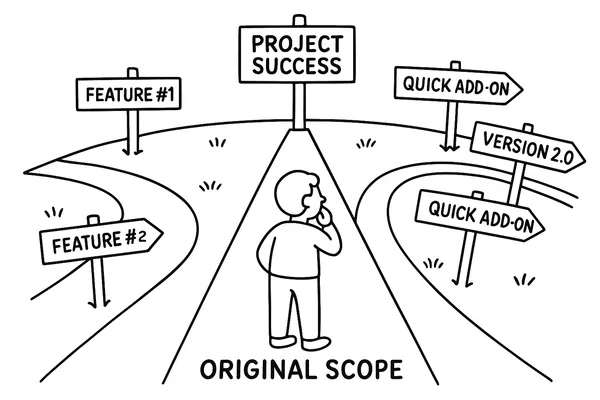 PROJECT
SUCCESS
FEATURE #1
QUICK ADD-ON
VERSION 2.0
FEATURE #2
QUICK ADD-ON
ORIGINAL SCOPE